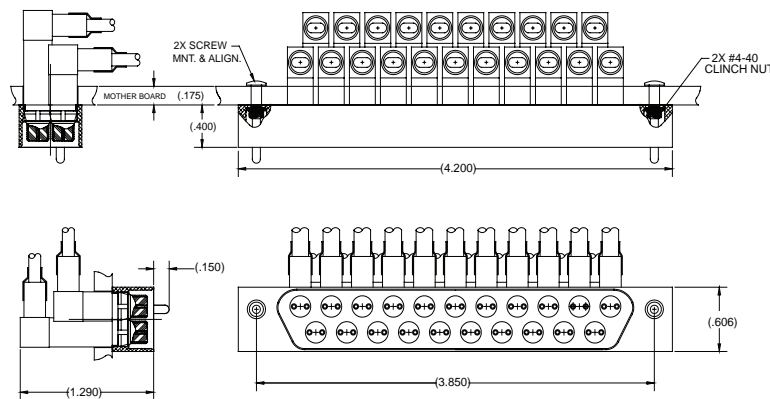 2X SCREW
MNT. & ALIGN.
2X #4-40
CLINCH NUT
MOTHER BOARD
(.175)
(.400)
(4.200)
(.150)
(.606)
(3.850)
(1.290)